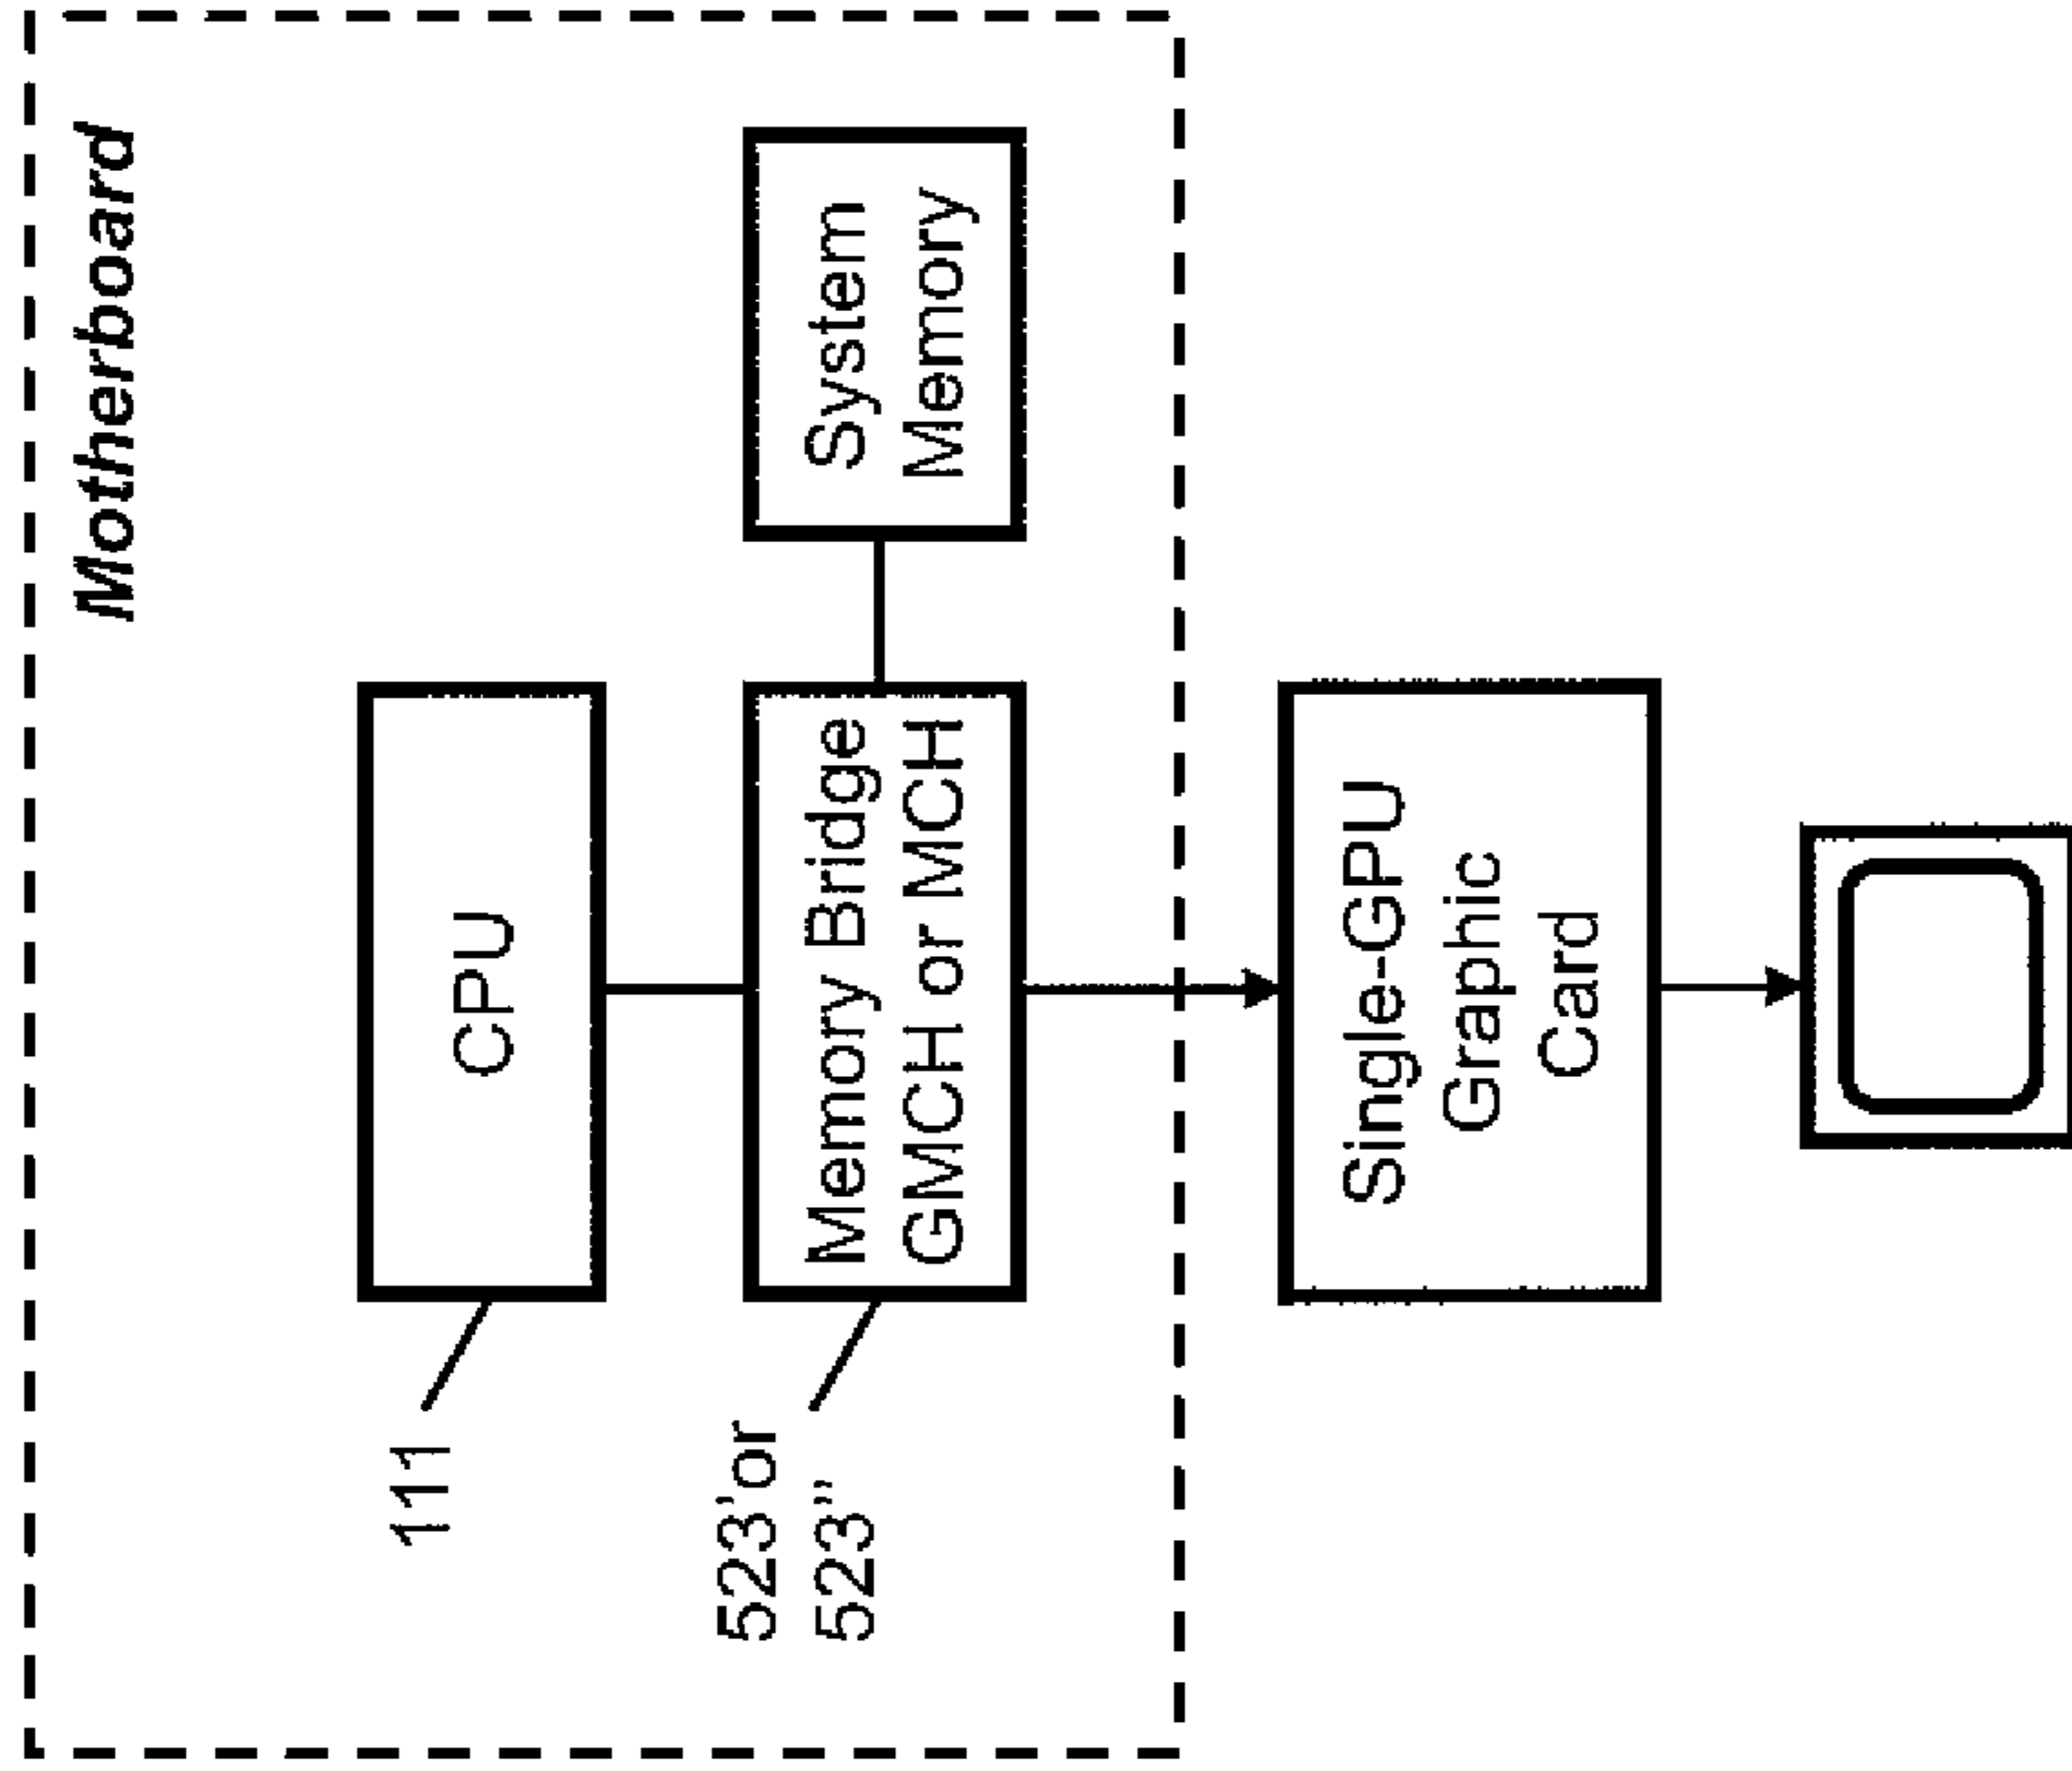 Motherboard
CPU
111
Memory Bridge
GMCH or MCH
System
Memory
523'or
523"
Single-GPU
Graphic
Card